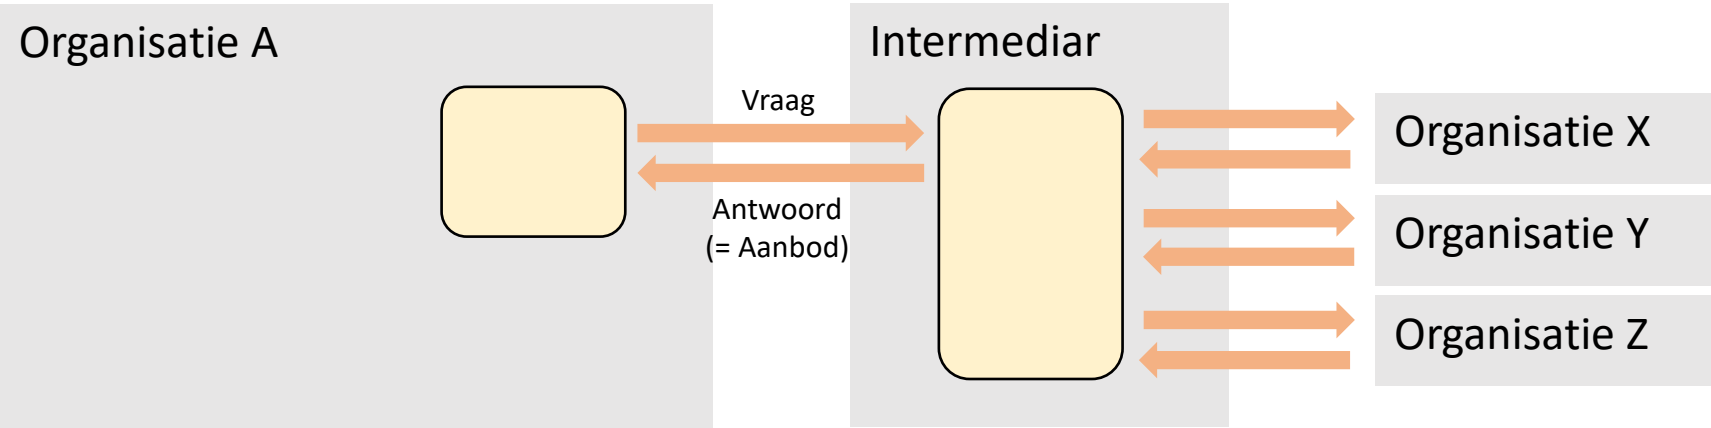 Organisatie A
Intermediar
Vraag
Antwoord
(= Aanbod)
Organisatie X
Organisatie Y
Organisatie Z